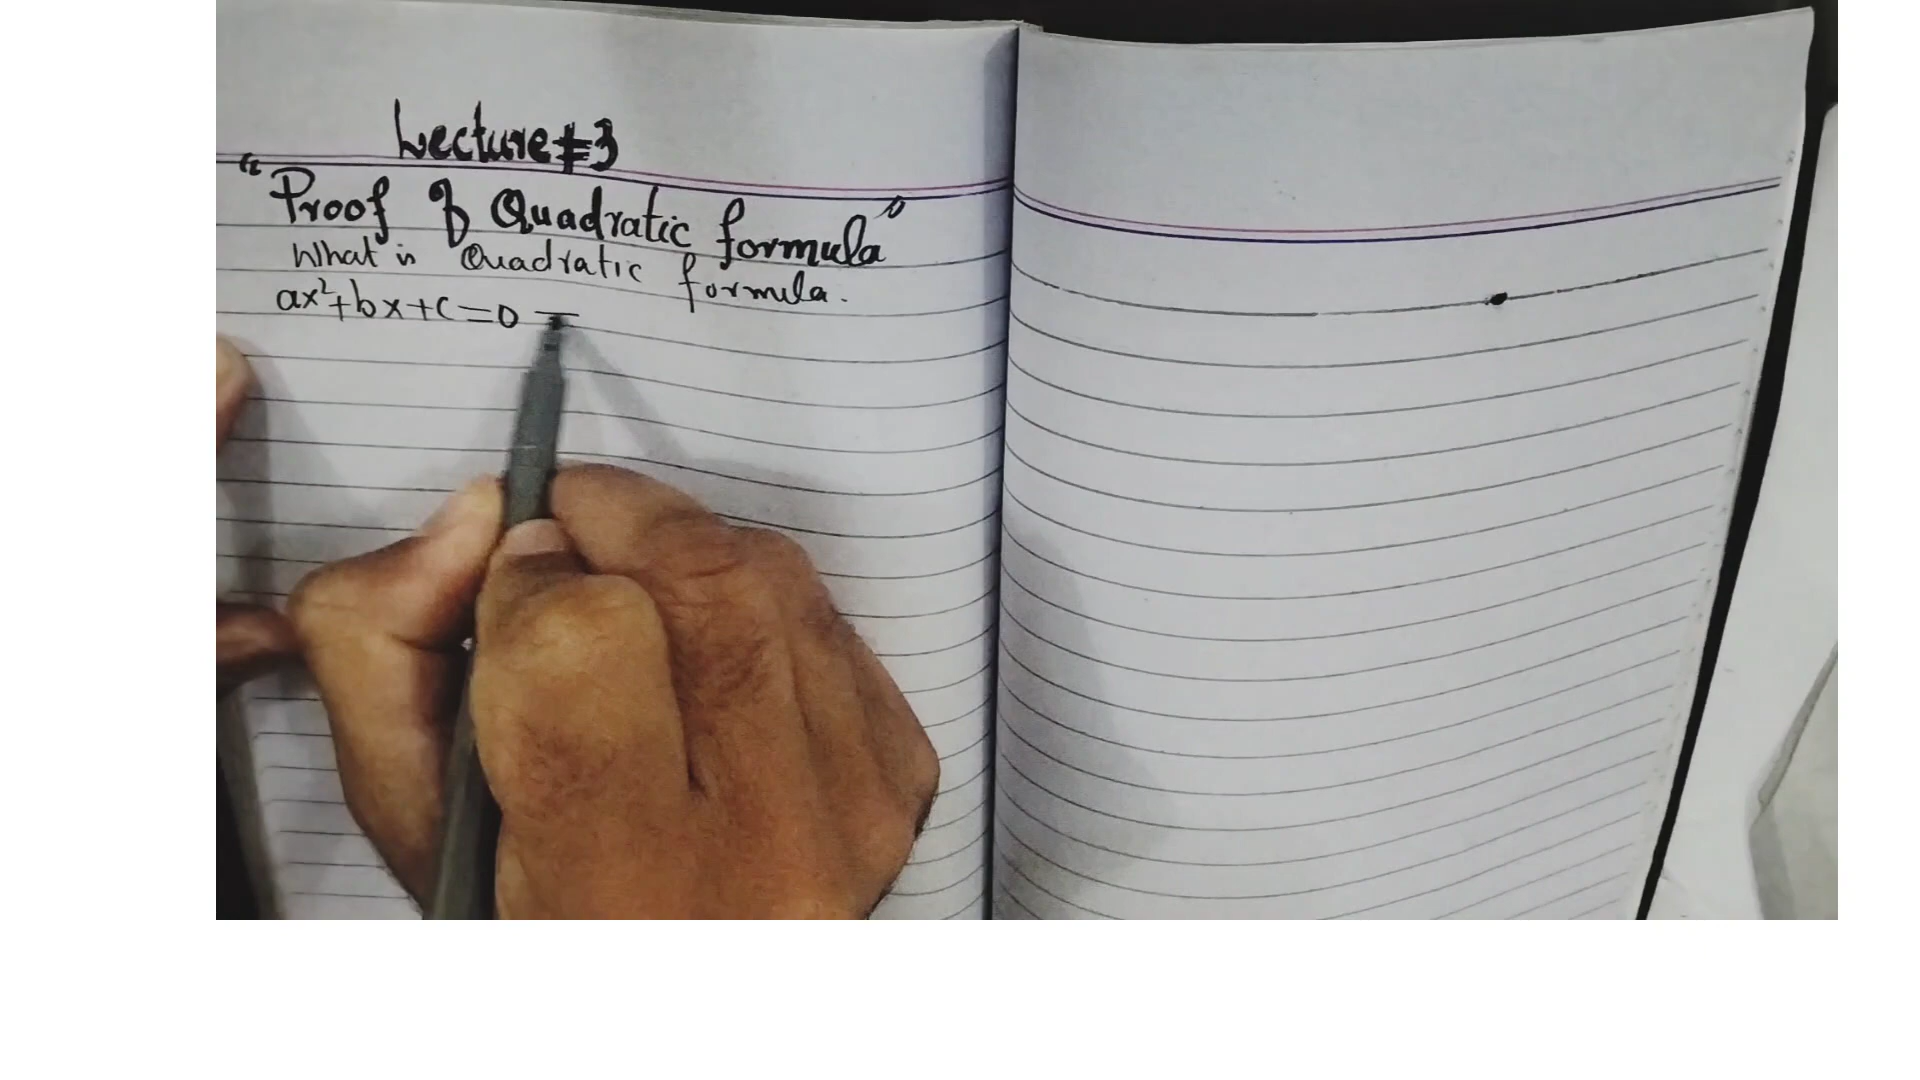 Lecture #3
"Proof of Quadratic formula"
What is Quadratic formula.
ax²+bx+c=0 —